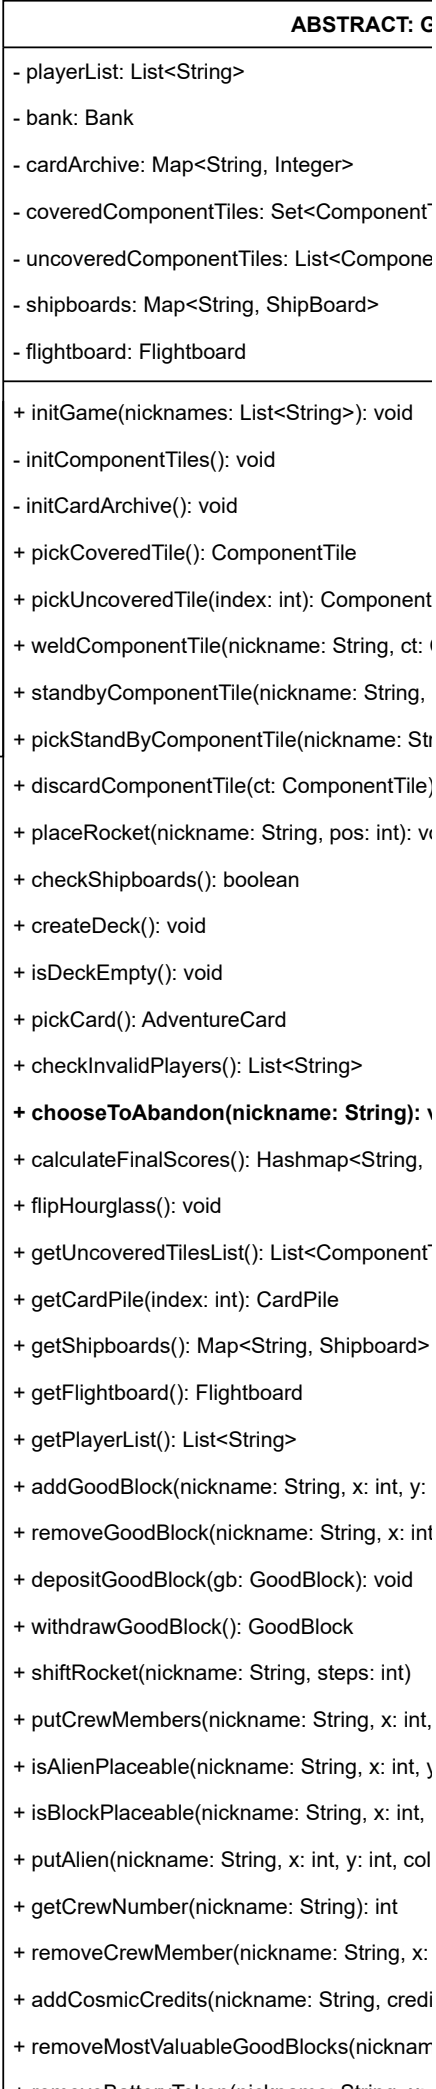 ABSTRACT: G
- playerList: List<String>
- bank: Bank
- cardArchive: Map<String, Integer>
- coveredComponentTiles: Set<ComponentT
- uncoveredComponentTiles: List<Compone
- shipboards: Map<String, ShipBoard>
- flightboard: Flightboard
+ initGame(nicknames: List<String>): void
- initComponentTiles(): void
- initCardArchive(): void
+ pickCoveredTile(): ComponentTile
+ pickUncoveredTile(index: int): Component
+ weldComponentTile(nickname: String, ct:
+ standbyComponentTile(nickname: String,
+ pickStandByComponentTile(nickname: Str
+ discardComponentTile(ct: ComponentTile)
+ placeRocket(nickname: String, pos: int): vo
+ checkShipboards(): boolean
+ createDeck(): void
+ isDeckEmpty(): void
+ pickCard(): AdventureCard
+ checkInvalidPlayers(): List<String>
+ chooseToAbandon(nickname: String): v
+ calculateFinalScores(): Hashmap<String,
+ flipHourglass(): void
+ getUncoveredTilesList(): List<ComponentT
+ getCardPile(index: int): CardPile
+ getShipboards(): Map<String, Shipboard>
+ getFlightboard(): Flightboard
+ getPlayerList(): List<String>
+ addGoodBlock(nickname: String, x: int, y:
+ removeGoodBlock(nickname: String, x: int
+ depositGoodBlock(gb: GoodBlock): void
+ withdrawGoodBlock(): GoodBlock
+ shiftRocket(nickname: String, steps: int)
+ putCrewMembers(nickname: String, x: int,
+ isAlienPlaceable(nickname: String, x: int, y
+ isBlockPlaceable(nickname: String, x: int,
+ putAlien(nickname: String, x: int, y: int, col
+ getCrewNumber(nickname: String): int
+ removeCrewMember(nickname: String, x:
+ addCosmicCredits(nickname: String, credi
+ removeMostValuableGoodBlocks(nicknam